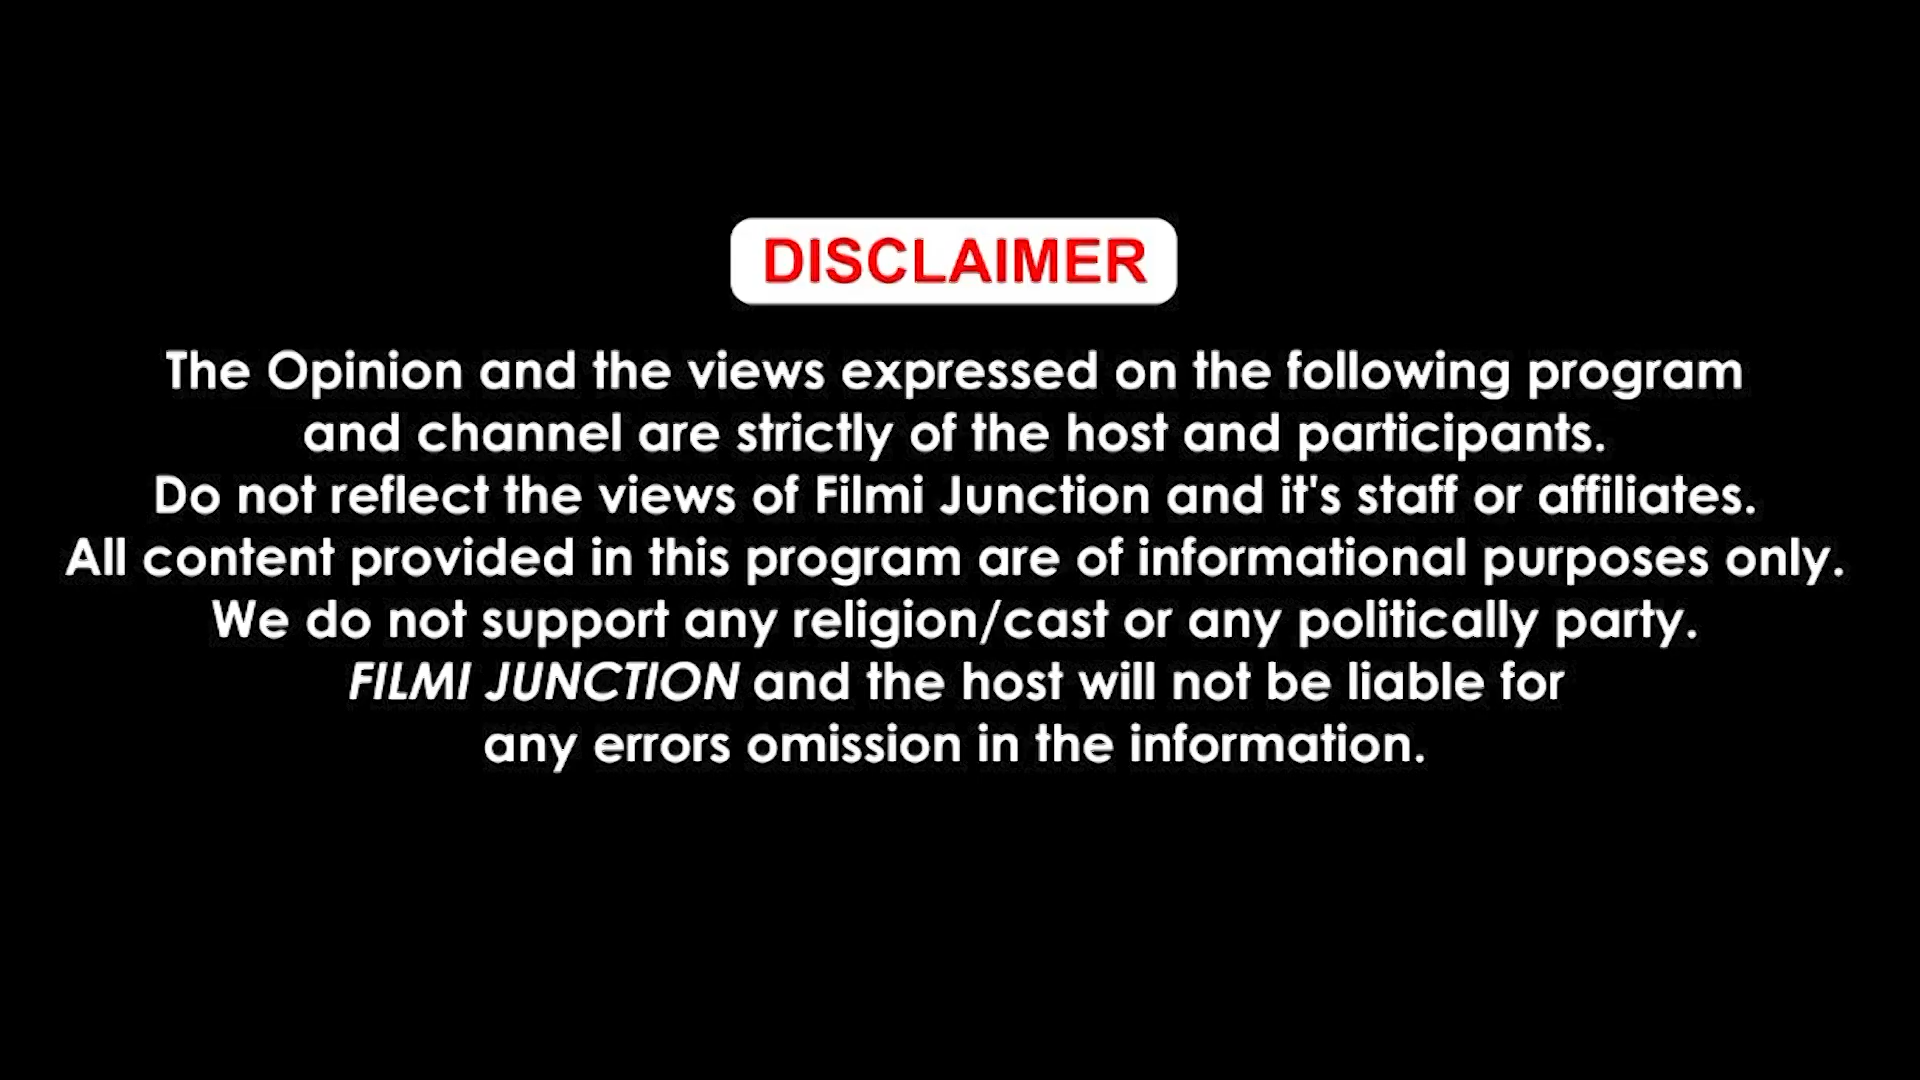 DISCLAIMER
The Opinion and the views expressed on the following program
and channel are strictly of the host and participants.
Do not reflect the views of Filmi Junction and it's staff or affiliates.
All content provided in this program are of informational purposes only.
We do not support any religion/cast or any politically party.
FILMI JUNCTION and the host will not be liable for
any errors omission in the information.